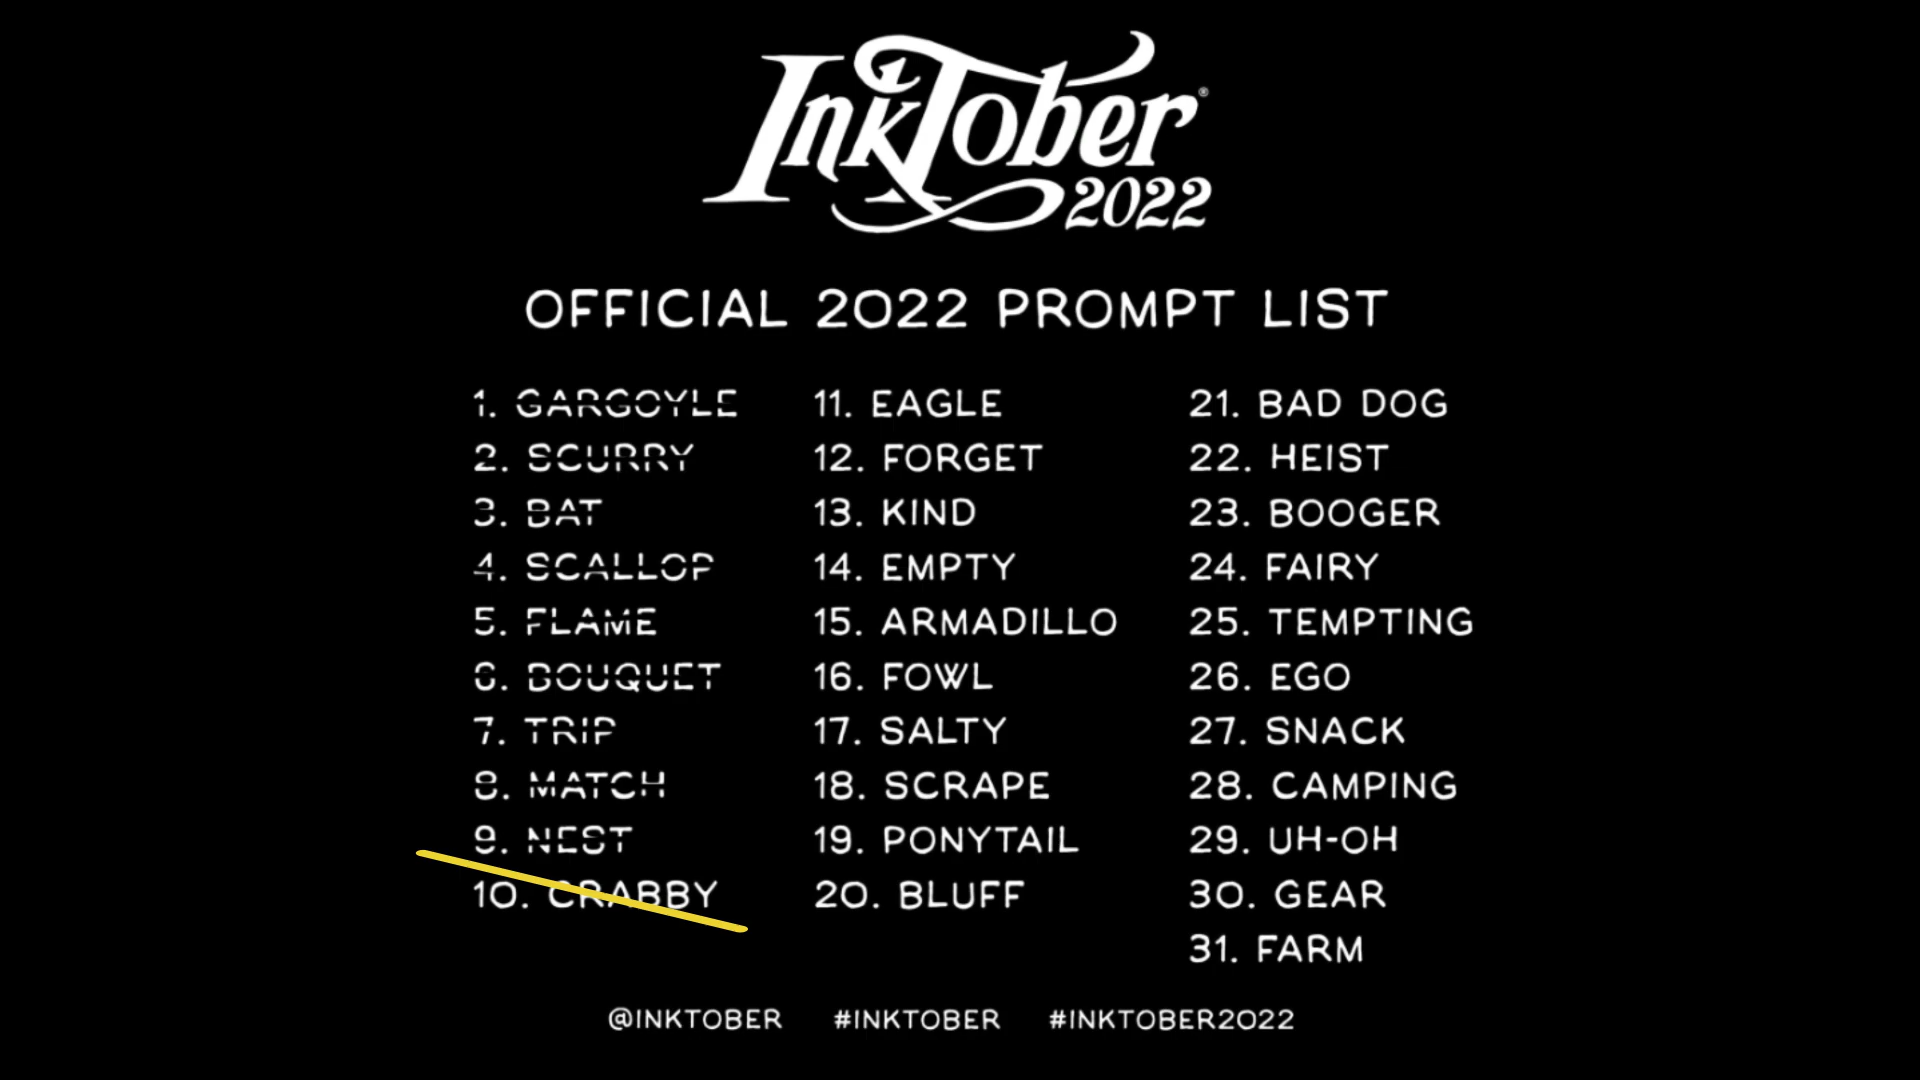 InkTober®
2022
OFFICIAL 2022 PROMPT LIST
1. GARGOYLE
2. SCURRY
3. BAT
4. SCALLOP
5. FLAME
6. BOUQUET
7. TRIP
8. MATCH
9. NEST
10. CRABBY
11. EAGLE
12. FORGET
13. KIND
14. EMPTY
15. ARMADILLO
16. FOWL
17. SALTY
18. SCRAPE
19. PONYTAIL
20. BLUFF
21. BAD DOG
22. HEIST
23. BOOGER
24. FAIRY
25. TEMPTING
26. EGO
27. SNACK
28. CAMPING
29. UH-OH
30. GEAR
31. FARM
@INKTOBER #INKTOBER #INKTOBER2022